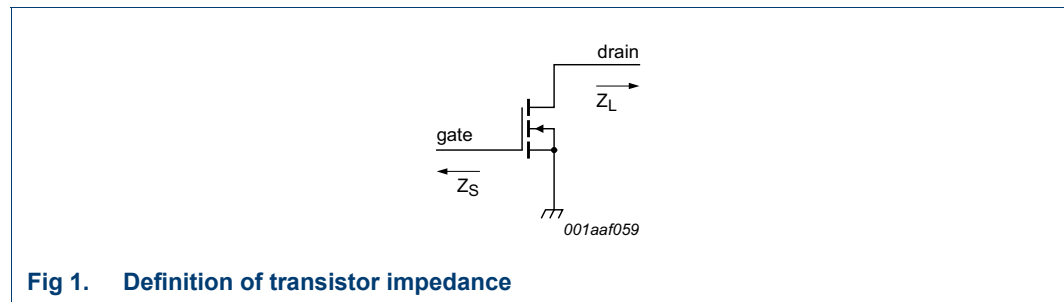 drain
Z_L
gate
Z_S
001aaf059
Fig 1. Definition of transistor impedance